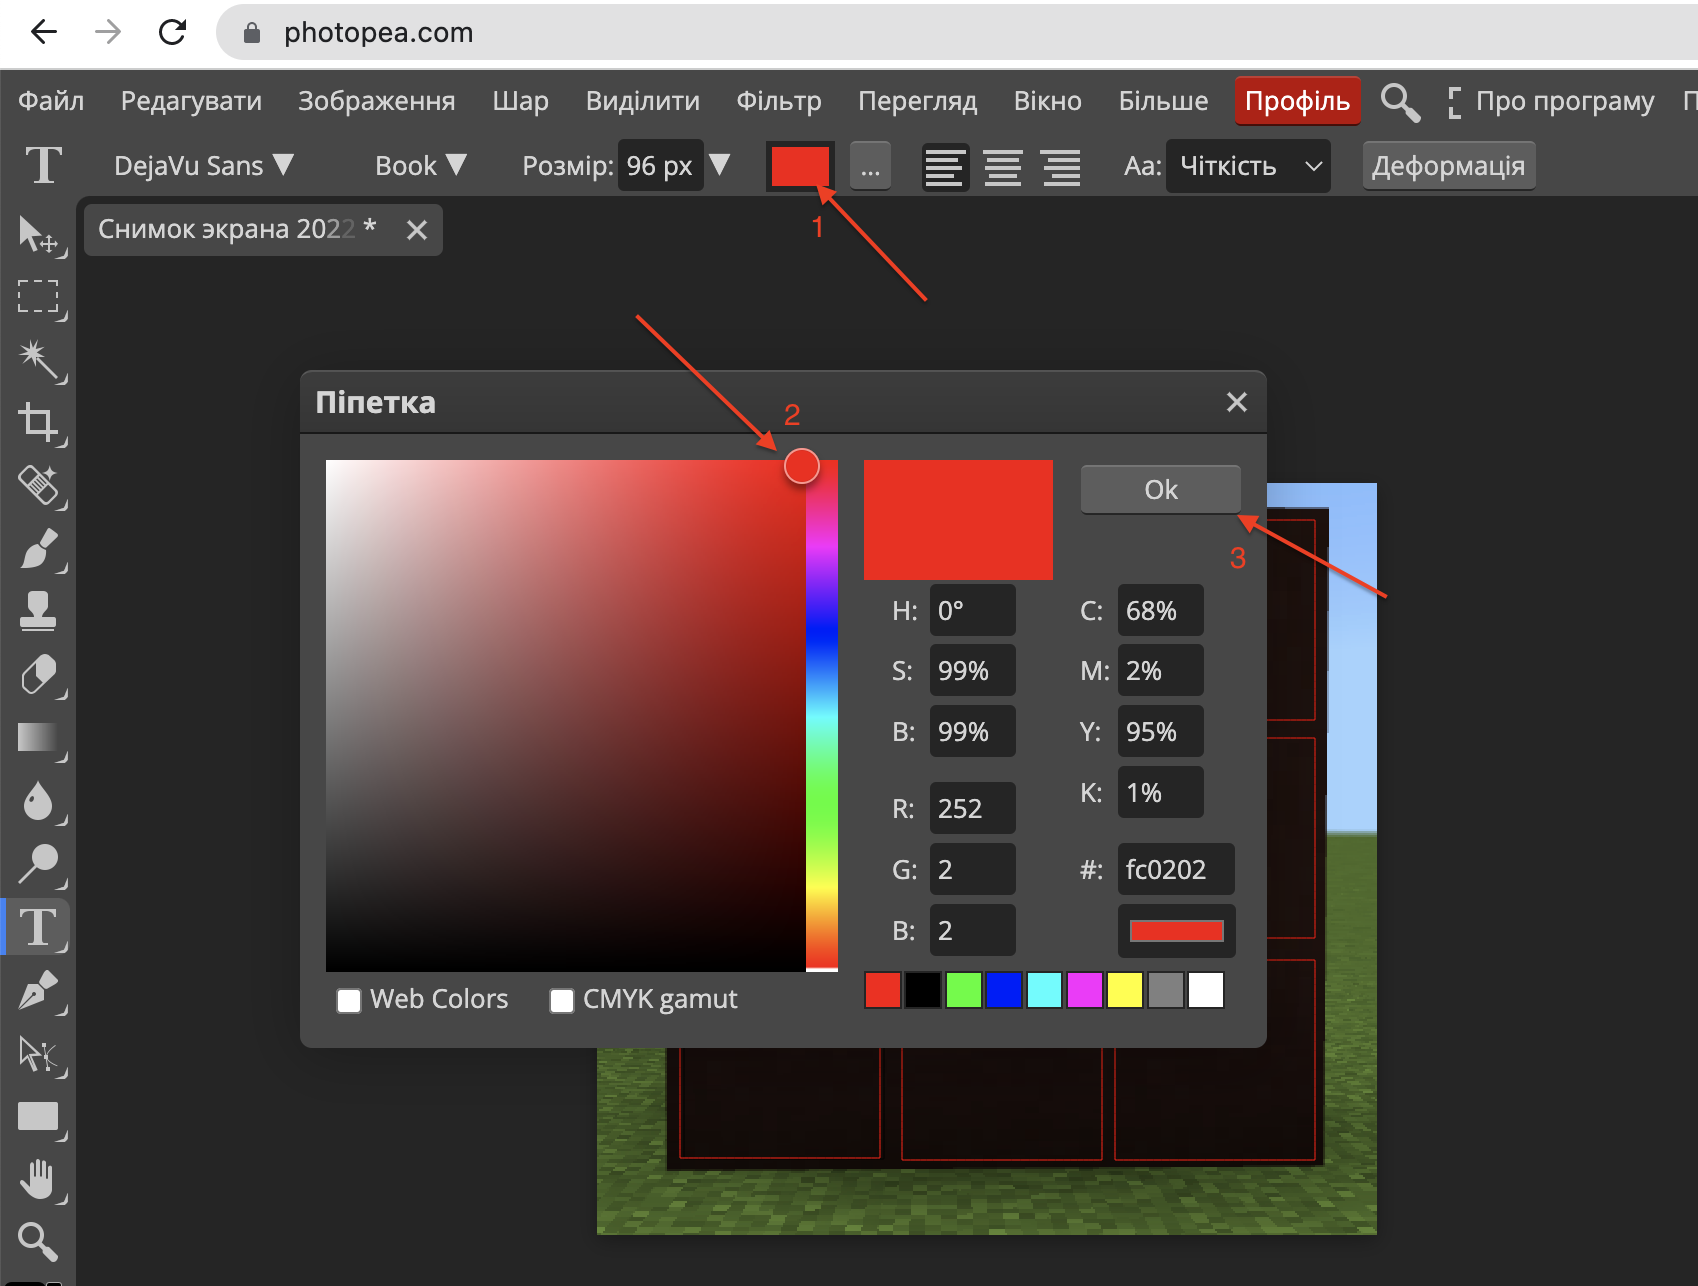 photopea.com
Файл Редагувати Зображення Шар Виділити Фільтр Перегляд Вікно Більше Профіль Про програму П
T DejaVu Sans Book Розмір: 96 px ... Aa: Чіткість Деформація
Снимок экрана 2022 *
1
2
Піпетка
Ok
3
H: 0° C: 68%
S: 99% M: 2%
B: 99% Y: 95%
K: 1%
R: 252
G: 2 #: fc0202
B: 2
T
Web Colors CMYK gamut